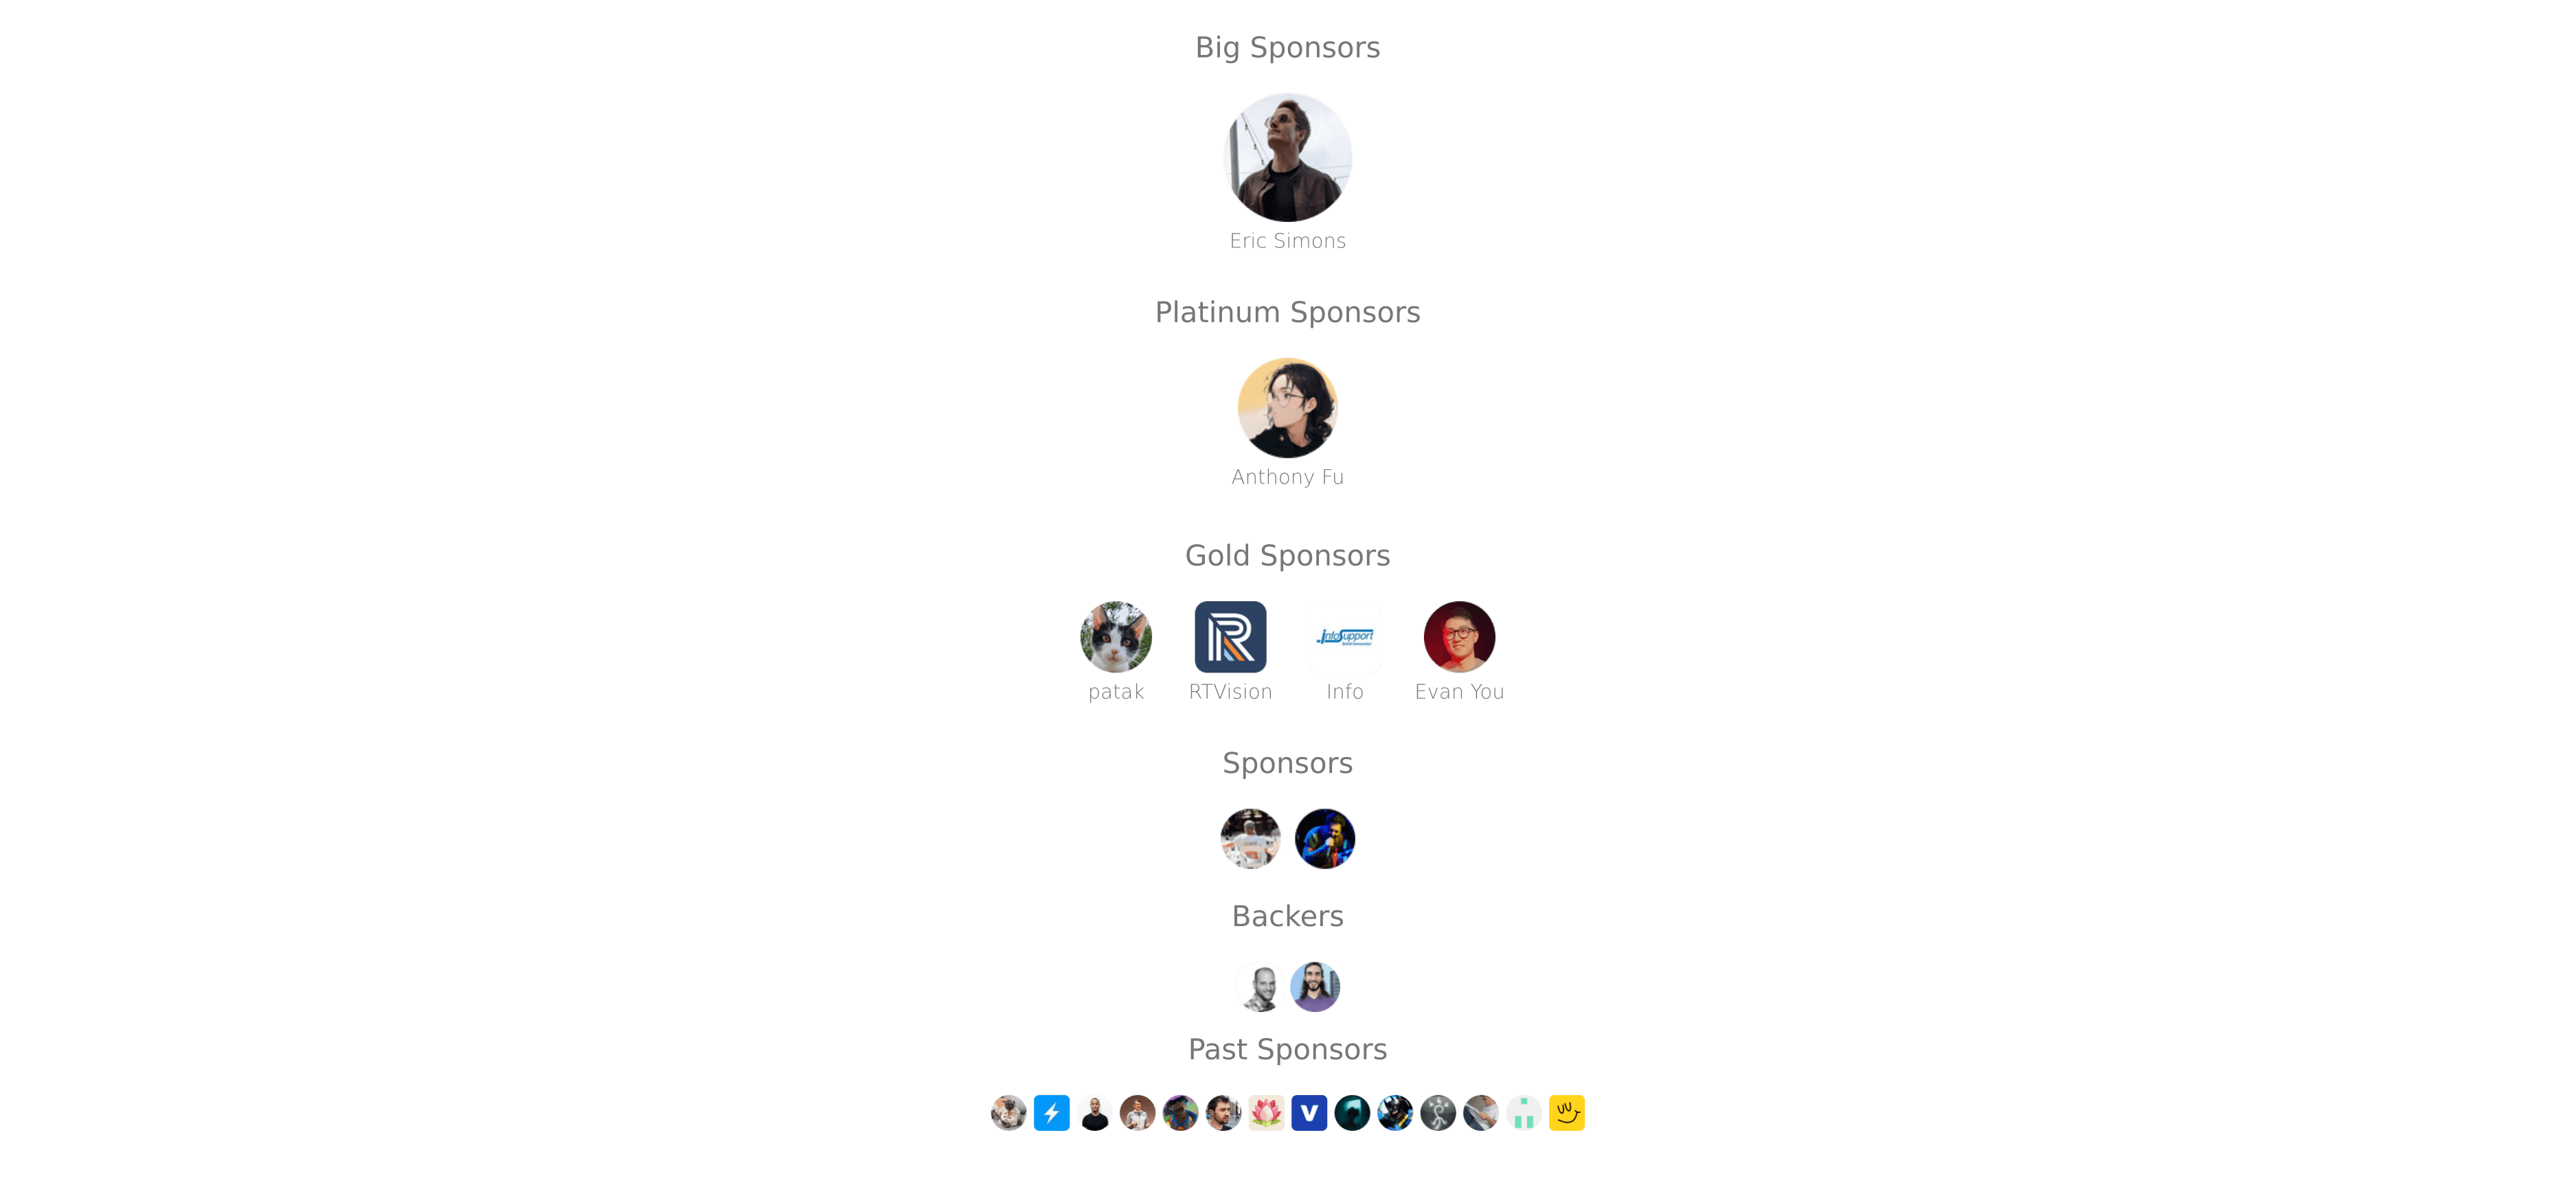 Big Sponsors
Eric Simons
Platinum Sponsors
Anthony Fu
Gold Sponsors
infoSupport
patak
RTVision
Info
Evan You
Sponsors
Backers
Past Sponsors